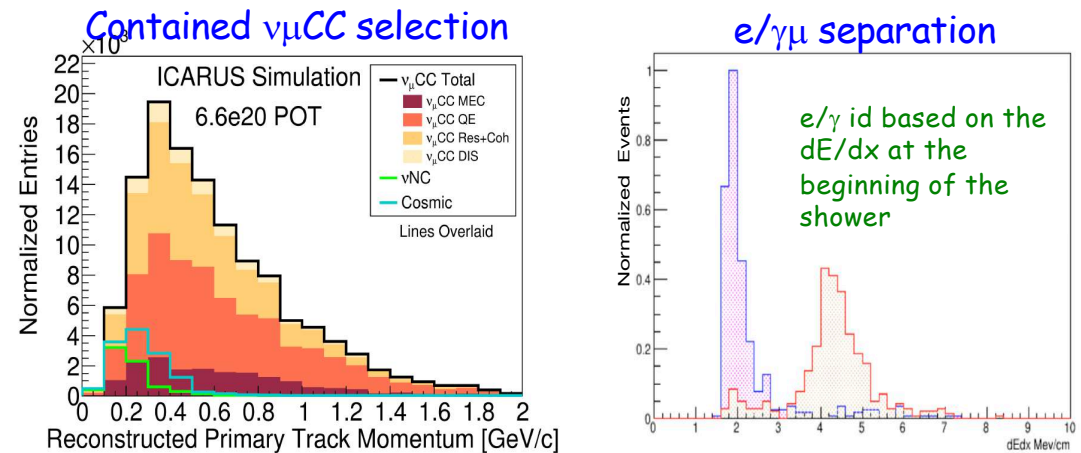 Contained νμCC selection
×10³
22
20
18
16
14
12
10
8
6
4
2
0
Normalized Entries
ICARUS Simulation
6.6e20 POT
νμCC Total
νμCC MEC
νμCC QE
νμCC Res+Coh
νμCC DIS
νNC
Cosmic
Lines Overlaid
0 0.2 0.4 0.6 0.8 1 1.2 1.4 1.6 1.8 2
Reconstructed Primary Track Momentum [GeV/c]
e/γμ separation
1
0.8
0.6
0.4
0.2
0
Normalized Events
e/γ id based on the
dE/dx at the
beginning of the
shower
0 1 2 3 4 5 6 7 8 9 10
dEdx Mev/cm